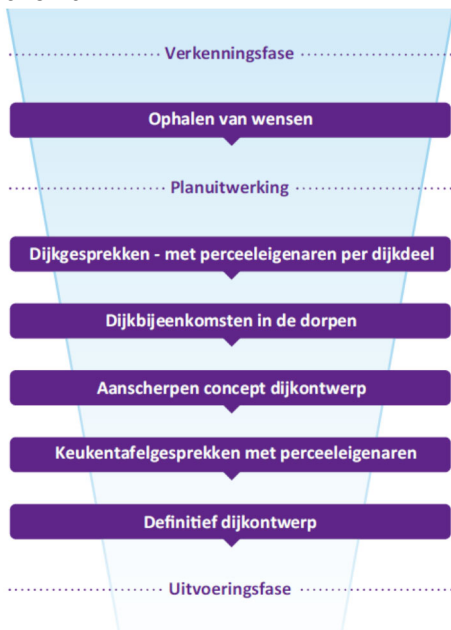 Verkenningsfase
Ophalen van wensen
Planuitwerking
Dijkgesprekken - met perceeleigenaren per dijkdeel
Dijkbijeenkomsten in de dorpen
Aanscherpen concept dijkontwerp
Keukentafelgesprekken met perceeleigenaren
Definitief dijkontwerp
Uitvoeringsfase